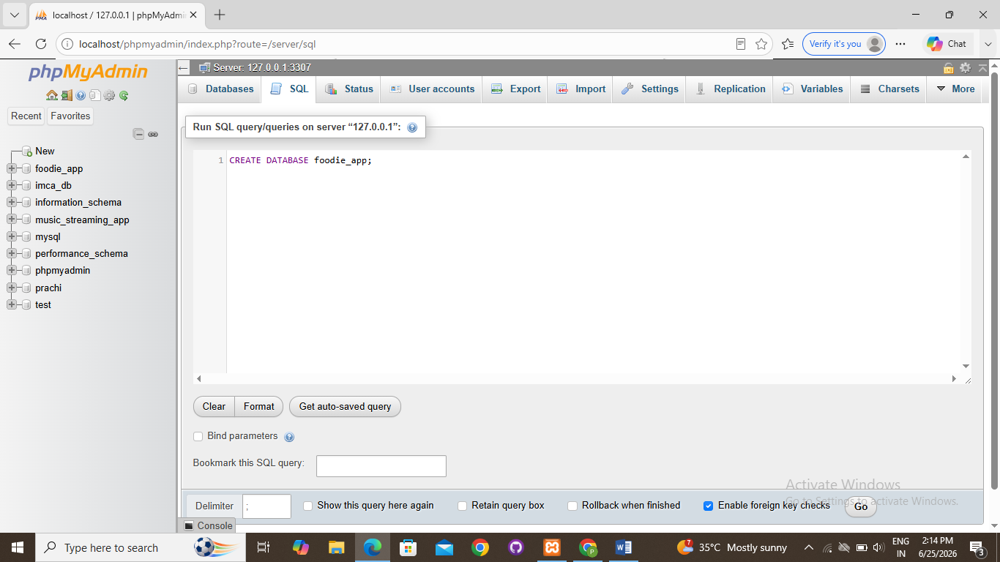 localhost / 127.0.0.1 | phpMyAdmi
localhost/phpmyadmin/index.php?route=/server/sql
Verify it's you
Chat
phpMyAdmin
Recent
Favorites
New
foodie_app
imca_db
information_schema
music_streaming_app
mysql
performance_schema
phpmyadmin
prachi
test
Server: 127.0.0.1:3307
Databases
SQL
Status
User accounts
Export
Import
Settings
Replication
Variables
Charsets
More
Run SQL query/queries on server “127.0.0.1”:
1 CREATE DATABASE foodie_app;
Clear
Format
Get auto-saved query
Bind parameters
Bookmark this SQL query:
Delimiter
;
Show this query here again
Retain query box
Rollback when finished
Enable foreign key checks
Go
Activate Windows
Go to Settings to activate Windows.
Console
Type here to search
7
35°C Mostly sunny
ENG
IN
2:14 PM
6/25/2026
3